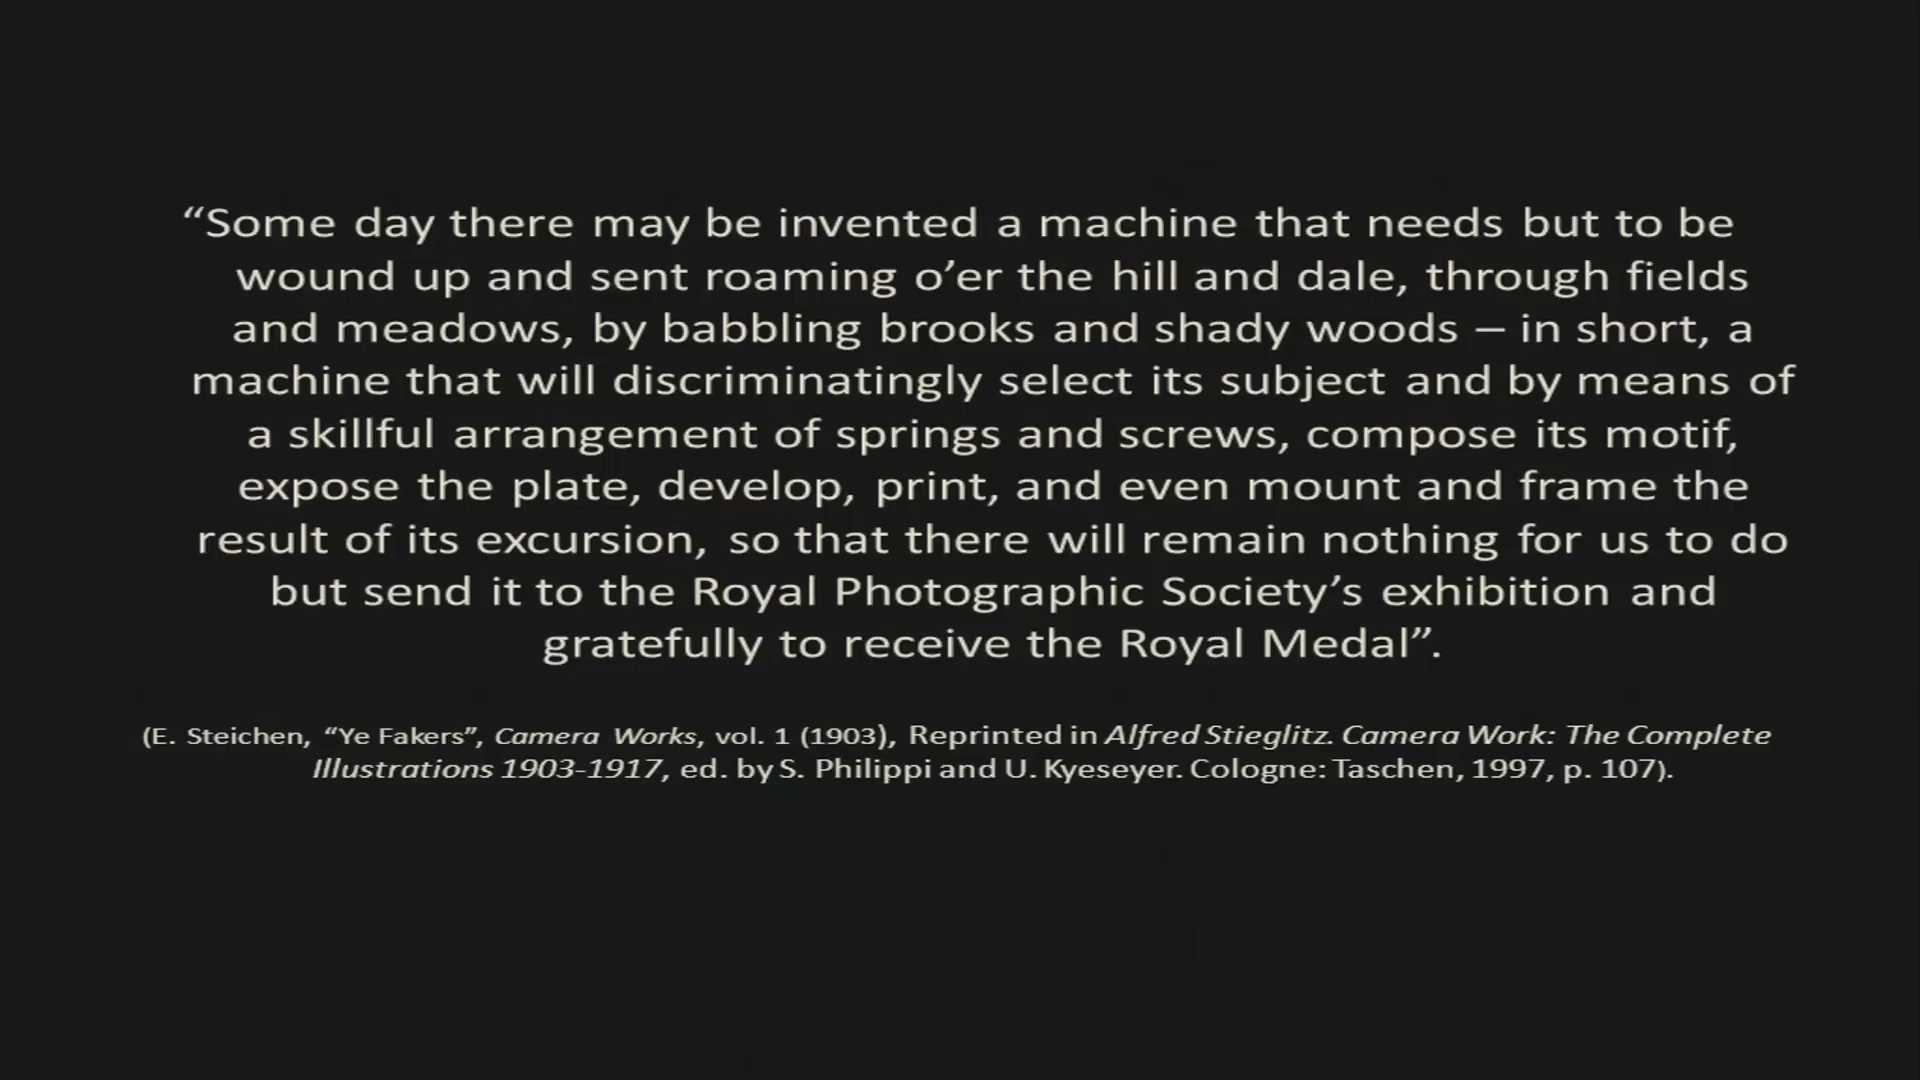 “Some day there may be invented a machine that needs but to be
wound up and sent roaming o’er the hill and dale, through fields
and meadows, by babbling brooks and shady woods – in short, a
machine that will discriminatingly select its subject and by means of
a skillful arrangement of springs and screws, compose its motif,
expose the plate, develop, print, and even mount and frame the
result of its excursion, so that there will remain nothing for us to do
but send it to the Royal Photographic Society’s exhibition and
gratefully to receive the Royal Medal”.
(E. Steichen, “Ye Fakers”, Camera Works, vol. 1 (1903), Reprinted in Alfred Stieglitz. Camera Work: The Complete
Illustrations 1903-1917, ed. by S. Philippi and U. Kyeseyer. Cologne: Taschen, 1997, p. 107).